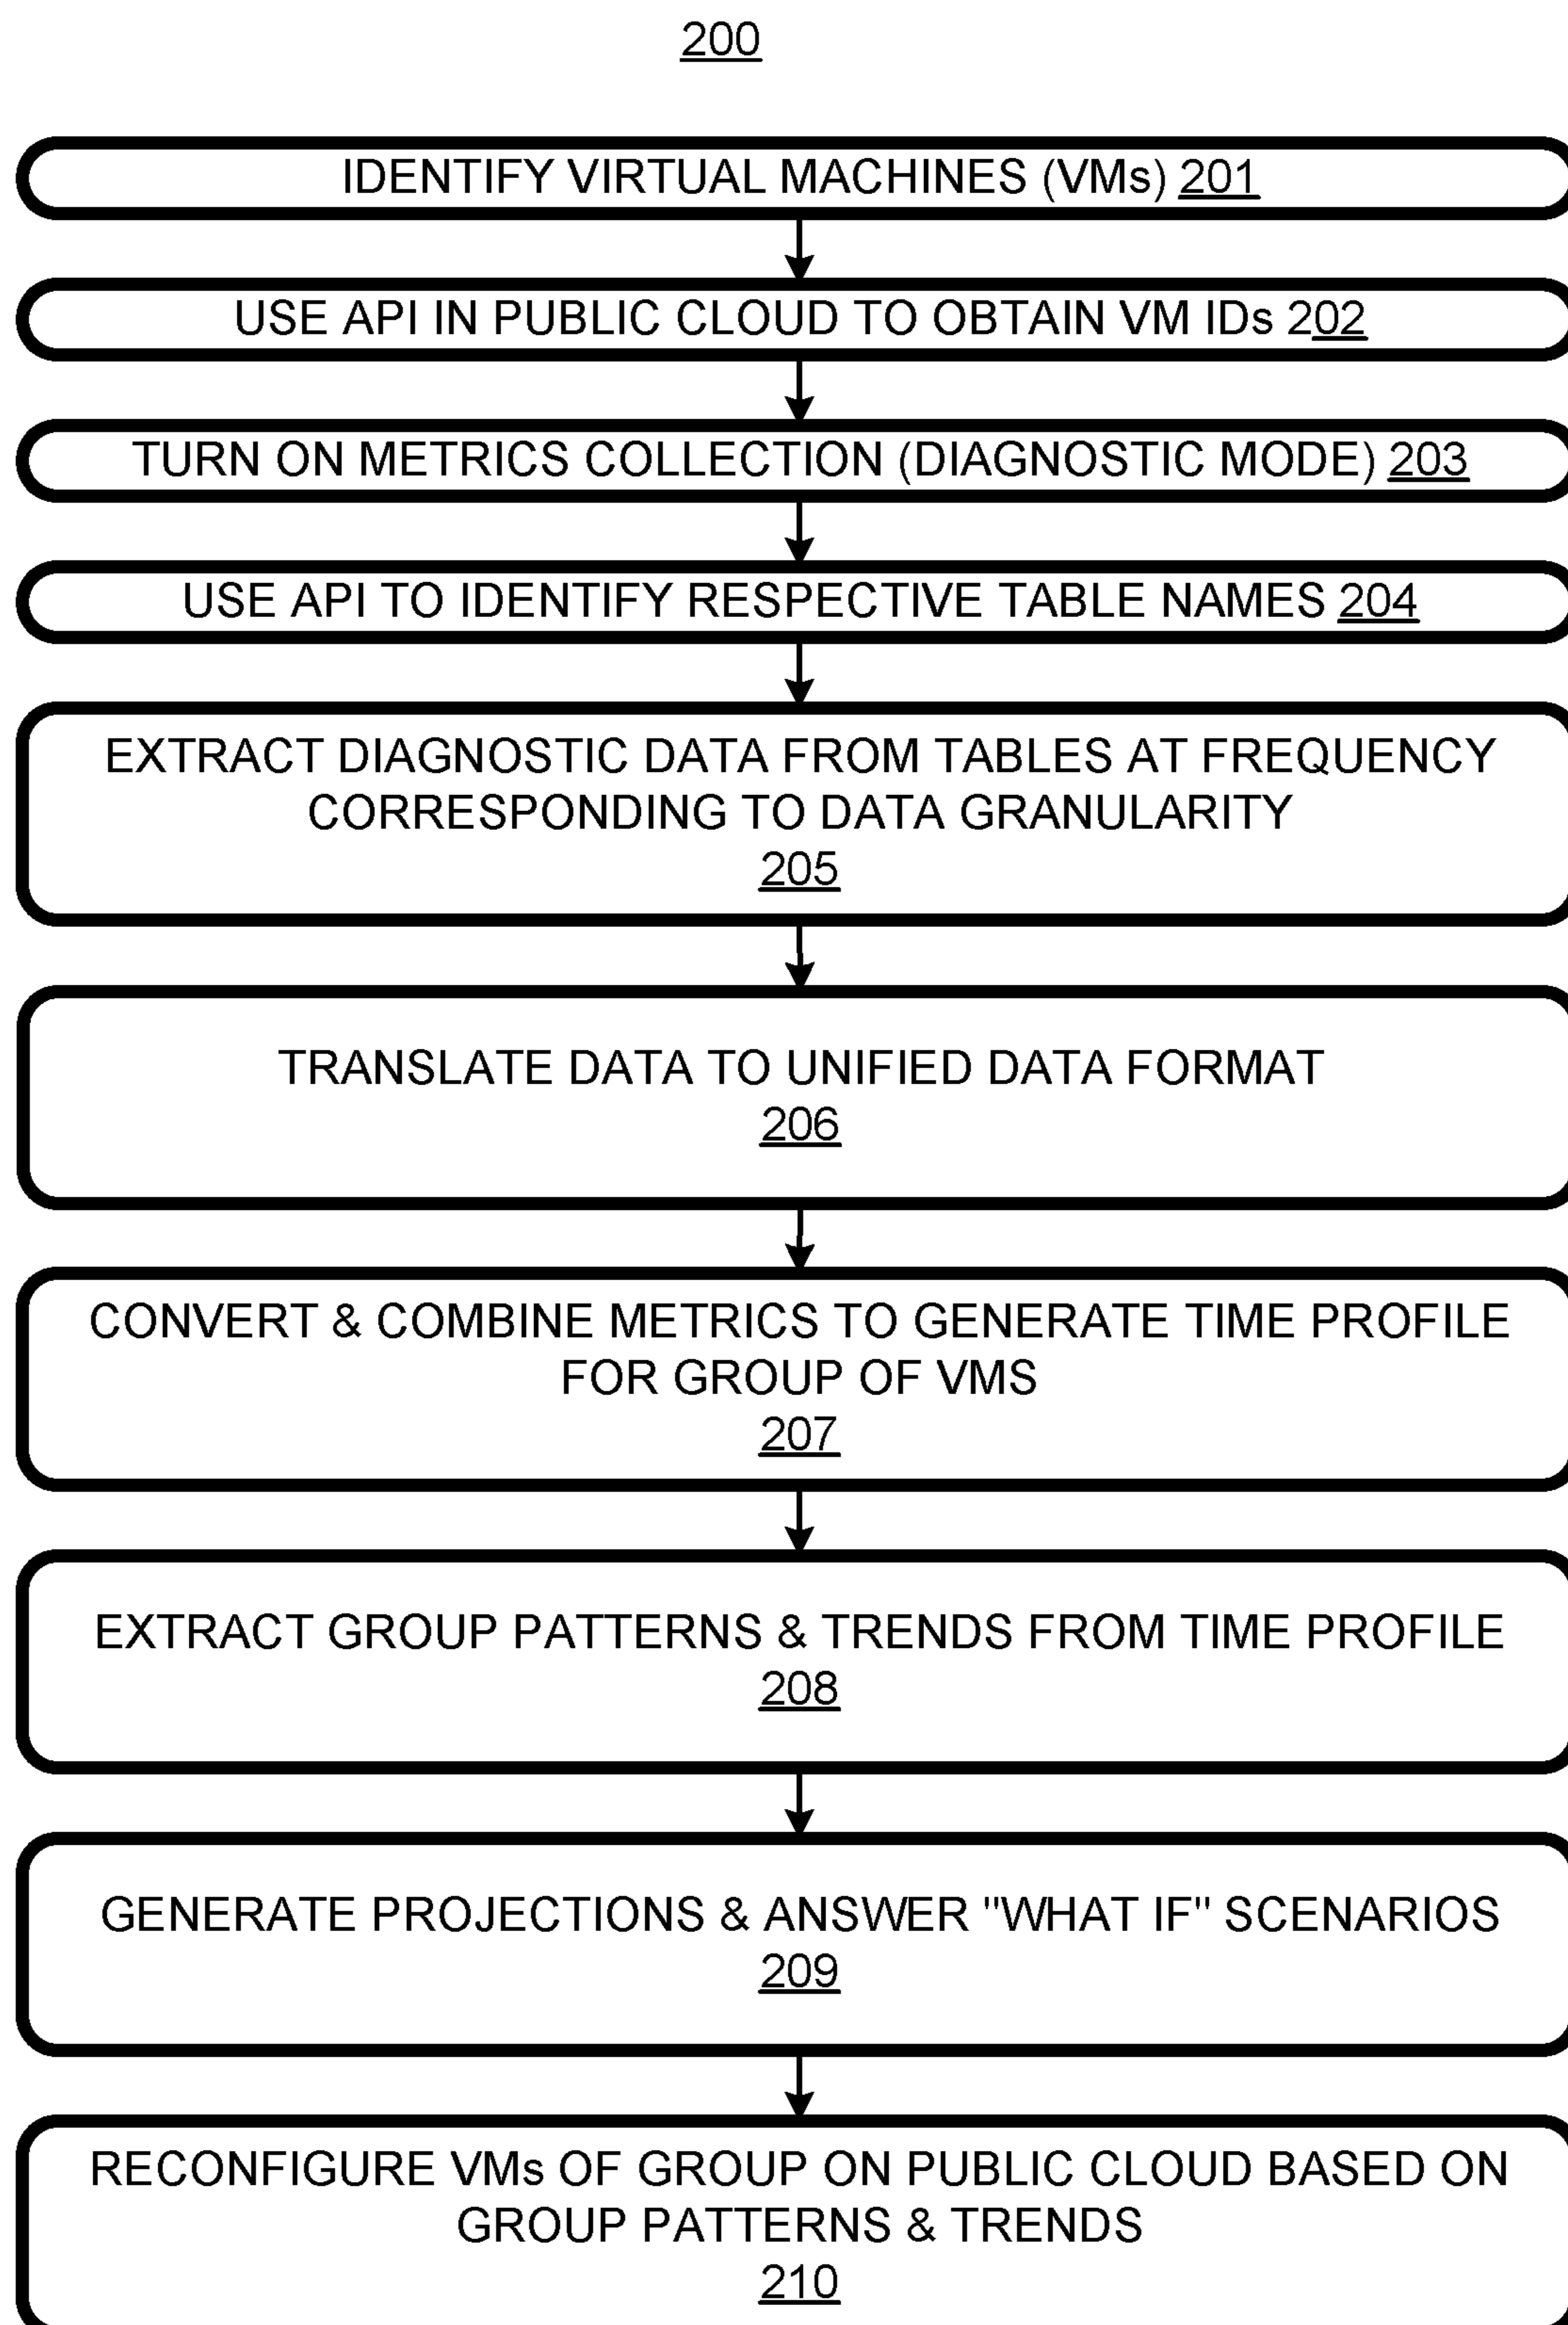 200
IDENTIFY VIRTUAL MACHINES (VMs) 201
USE API IN PUBLIC CLOUD TO OBTAIN VM IDs 202
TURN ON METRICS COLLECTION (DIAGNOSTIC MODE) 203
USE API TO IDENTIFY RESPECTIVE TABLE NAMES 204
EXTRACT DIAGNOSTIC DATA FROM TABLES AT FREQUENCY
CORRESPONDING TO DATA GRANULARITY
205
TRANSLATE DATA TO UNIFIED DATA FORMAT
206
CONVERT & COMBINE METRICS TO GENERATE TIME PROFILE
FOR GROUP OF VMS
207
EXTRACT GROUP PATTERNS & TRENDS FROM TIME PROFILE
208
GENERATE PROJECTIONS & ANSWER "WHAT IF" SCENARIOS
209
RECONFIGURE VMs OF GROUP ON PUBLIC CLOUD BASED ON
GROUP PATTERNS & TRENDS
210